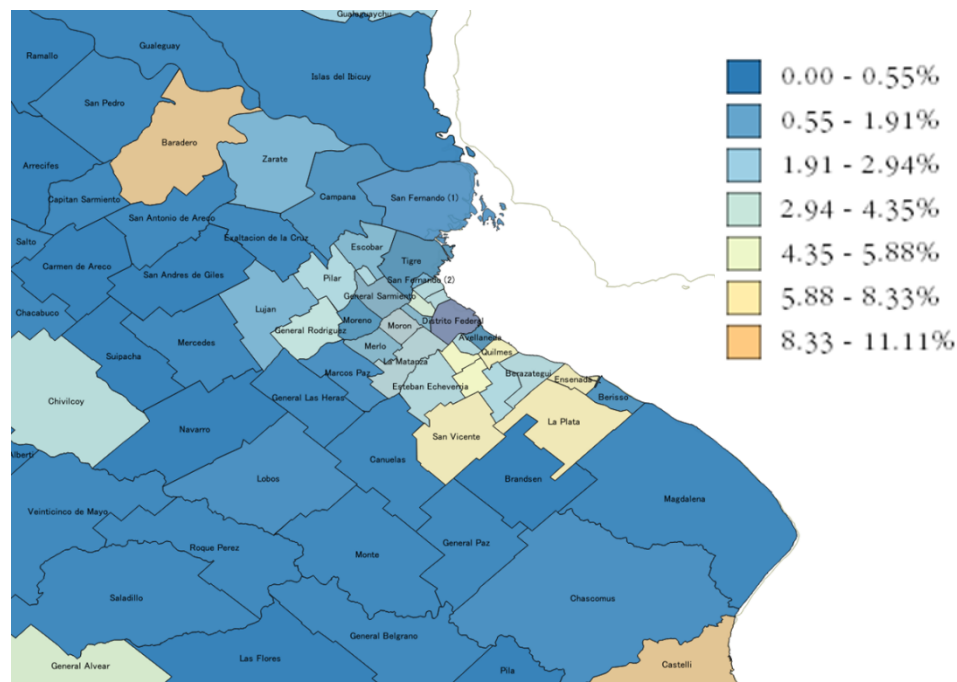 Gualeguaychu
Gualeguay
Ramallo
Islas del Ibicuy
San Pedro
Baradero
Zarate
Arrecifes
Capitan Sarmiento
Campana
San Fernando (1)
San Antonio de Areco
Exaltacion de la Cruz
Salto
Escobar
Tigre
Carmen de Areco
San Andres de Giles
Pilar
San Fernando (2)
General Sarmiento
Lujan
Chacabuco
Moreno
Distrito Federal
Moron
General Rodriguez
Avellaneda
Mercedes
Merlo
Quilmes
Suipacha
La Matanza
Marcos Paz
Berazategui
Ensenada
Esteban Echeverria
General Las Heras
Berisso
Chivilcoy
La Plata
Navarro
San Vicente
Alberti
Canuelas
Lobos
Brandsen
Magdalena
Veinticinco de Mayo
General Paz
Roque Perez
Monte
Saladillo
Chascomus
General Belgrano
Las Flores
General Alvear
Castelli
Pila
0.00 - 0.55%
0.55 - 1.91%
1.91 - 2.94%
2.94 - 4.35%
4.35 - 5.88%
5.88 - 8.33%
8.33 - 11.11%